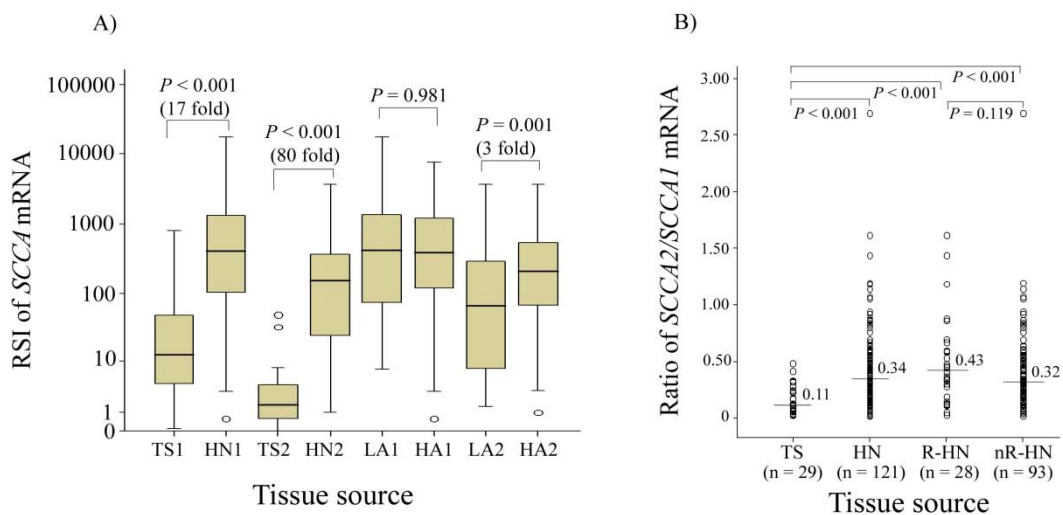 A)
RSI of SCCA mRNA
100000
10000
1000
100
10
1
0
P < 0.001
(17 fold)
P < 0.001
(80 fold)
P = 0.981
P = 0.001
(3 fold)
TS1 HN1 TS2 HN2 LA1 HA1 LA2 HA2
Tissue source
B)
Ratio of SCCA2/SCCA1 mRNA
3.00
2.50
2.00
1.50
1.00
0.50
0
P < 0.001
P < 0.001
P < 0.001
P = 0.119
0.11
0.34
0.43
0.32
TS HN R-HN nR-HN
(n = 29) (n = 121) (n = 28) (n = 93)
Tissue source